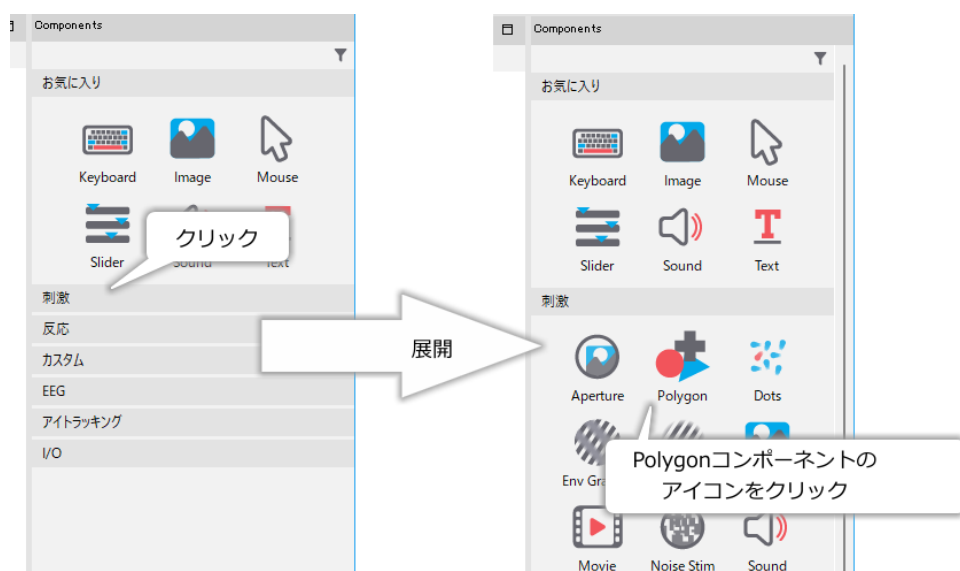 Components
お気に入り
Keyboard Image Mouse
クリック
Slider Sound Text
刺激
反応
カスタム
EEG
アイトラッキング
I/O
展開
Components
お気に入り
Keyboard Image Mouse
Slider Sound Text
刺激
Aperture Polygon Dots
Polygonコンポーネントの
アイコンをクリック
Env
Movie Noise Stim Sound